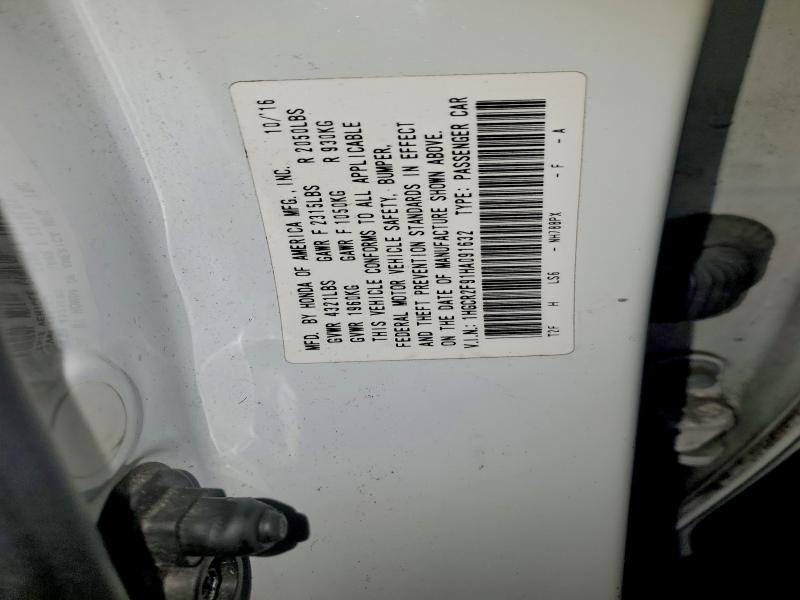 MFD. BY HONDA OF AMERICA MFG., INC. 10/16
GVWR 4321LBS GAWR F 2315LBS R 2050LBS
GVWR 1960KG GAWR F 1050KG R 930KG
THIS VEHICLE CONFORMS TO ALL APPLICABLE
FEDERAL MOTOR VEHICLE SAFETY, BUMPER,
AND THEFT PREVENTION STANDARDS IN EFFECT
ON THE DATE OF MANUFACTURE SHOWN ABOVE.
V.I.N.: 1HGCR2F91HA091632 TYPE: PASSENGER CAR
T2F H LS6 - NH788PX - F - A